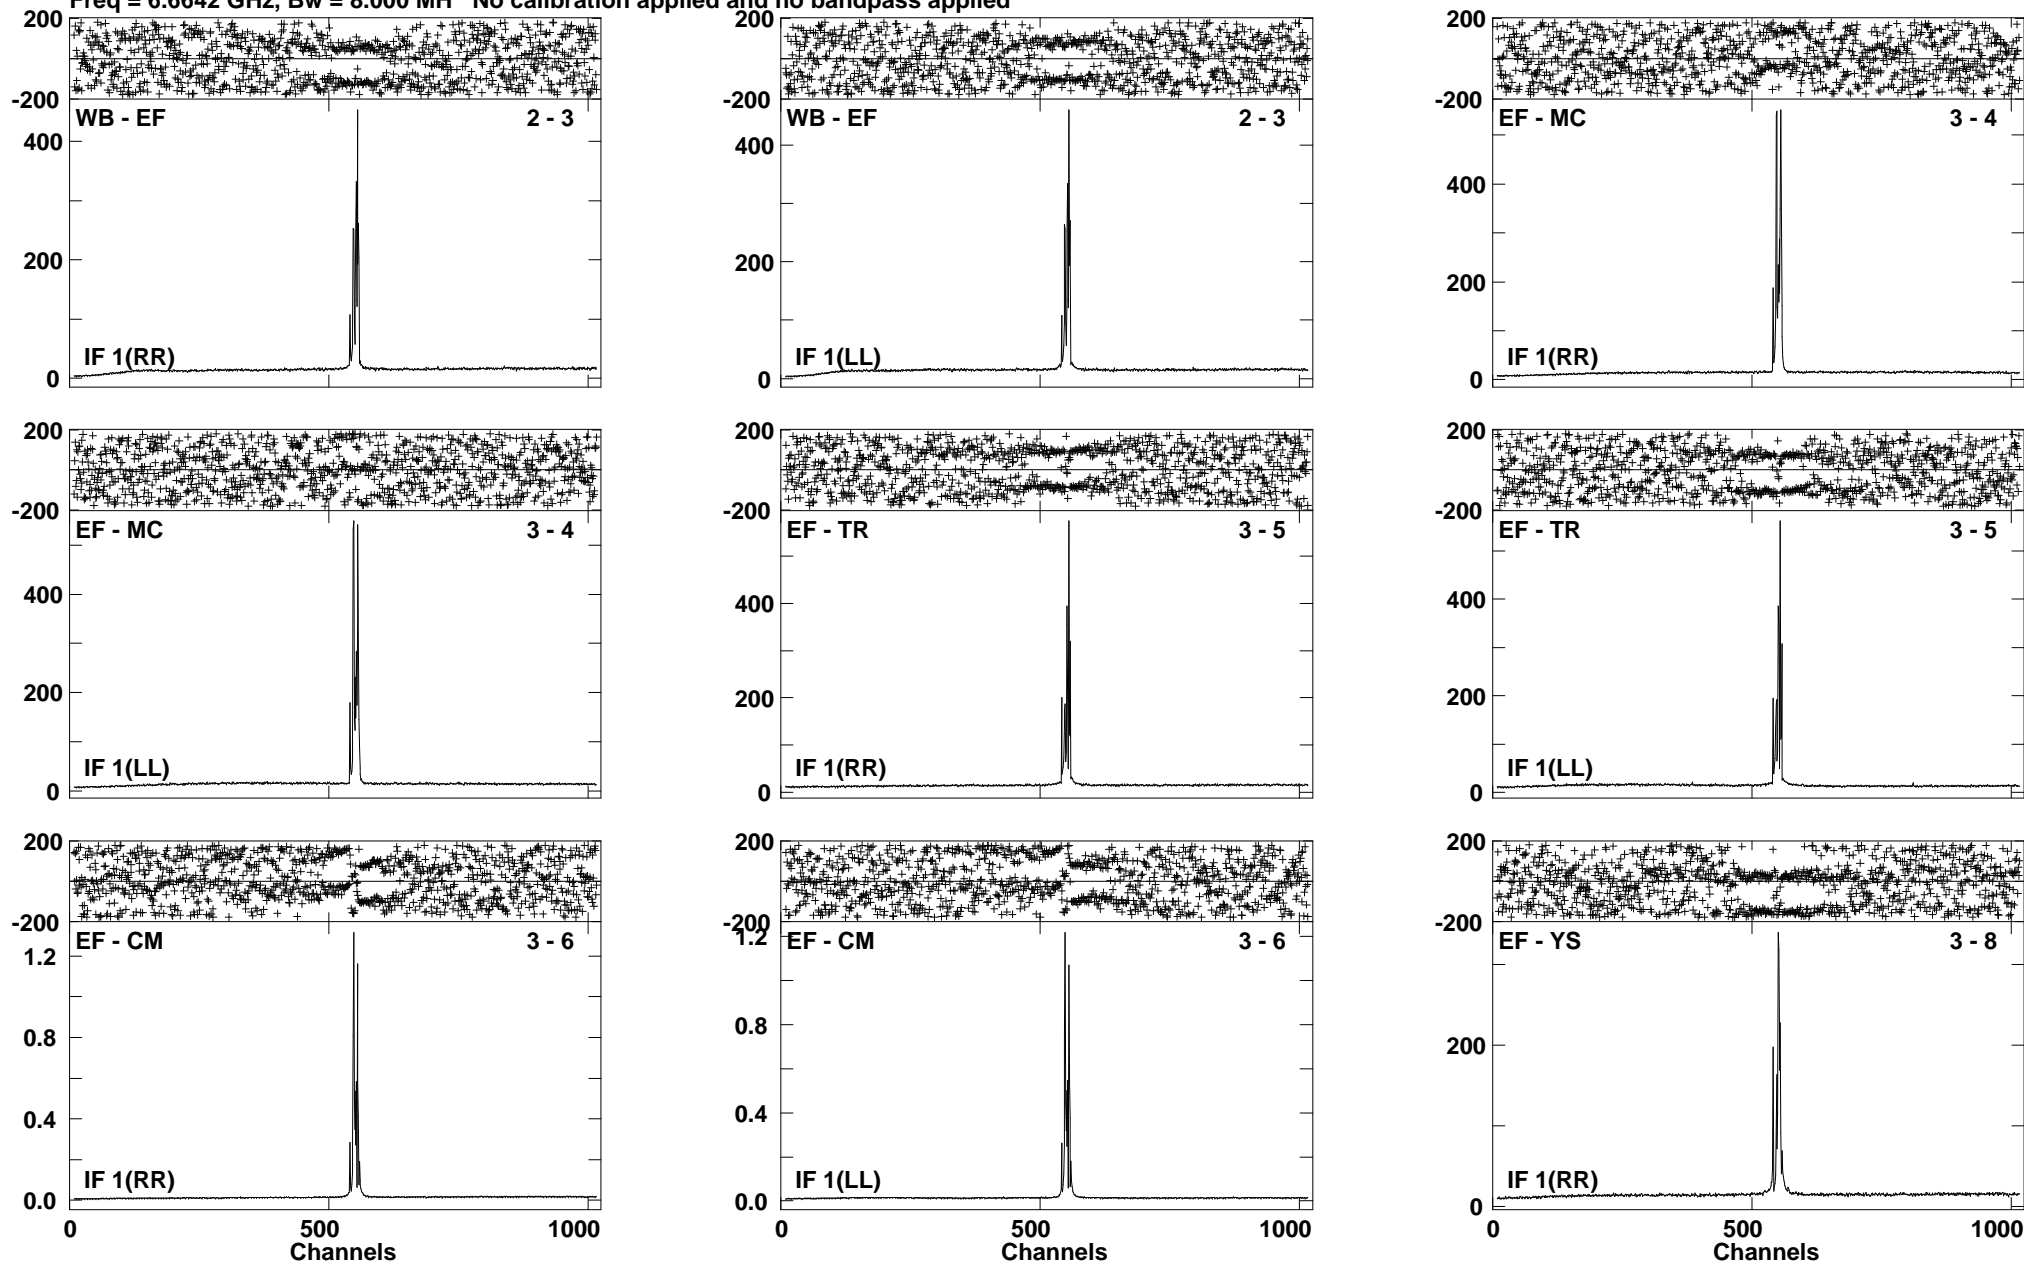 Freq = 6.6642 GHz, Bw = 8.000 MH No calibration applied and no bandpass applied
200
-200
WB - EF 2 - 3
400
200
IF 1(RR)
0
200
-200
WB - EF 2 - 3
400
200
IF 1(LL)
0
200
-200
EF - MC 3 - 4
400
200
IF 1(RR)
0
200
-200
EF - MC 3 - 4
400
200
IF 1(LL)
0
200
-200
EF - TR 3 - 5
400
200
IF 1(RR)
0
200
-200
EF - TR 3 - 5
400
200
IF 1(LL)
0
200
-200
EF - CM 3 - 6
1.2
0.8
0.4
IF 1(RR)
0.0
0 500 1000
Channels
200
-200
1.2
EF - CM 3 - 6
0.8
0.4
IF 1(LL)
0.0
0 500 1000
Channels
200
-200
EF - YS 3 - 8
200
IF 1(RR)
0
0 500 1000
Channels